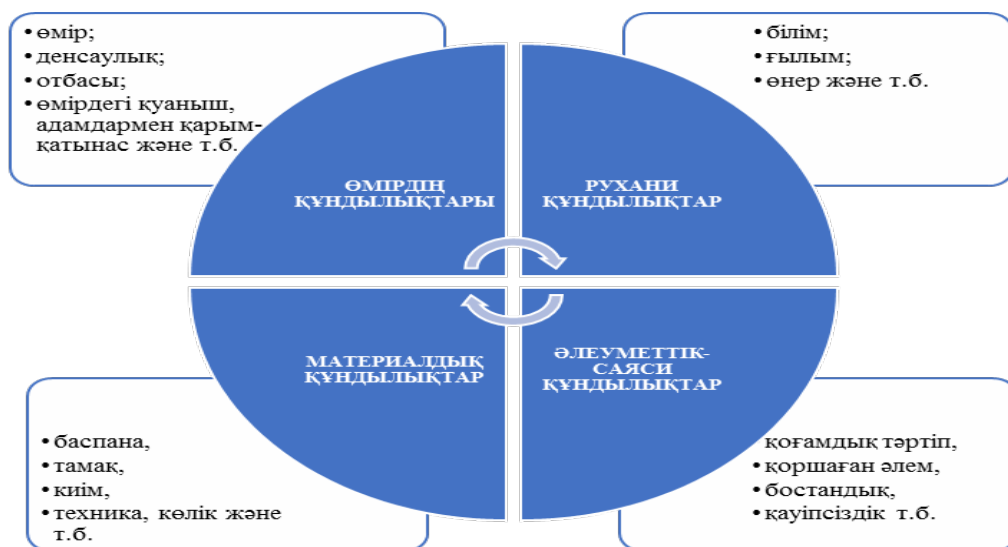 • өмір;
• денсаулық;
• отбасы;
• өмірдегі қуаныш,
адамдармен қарым-
қатынас және т.б.
• білім;
• ғылым;
• өнер және т.б.
ӨМІРДІҢ
ҚҰНДЫЛЫҚТАРЫ
РУХАНИ
ҚҰНДЫЛЫҚТАР
МАТЕРИАЛДЫҚ
ҚҰНДЫЛЫҚТАР
ӘЛЕУМЕТТІК-
САЯСИ
ҚҰНДЫЛЫҚТАР
• баспана,
• тамақ,
• киім,
• техника, көлік және
т.б.
қоғамдық тәртіп,
• қоршаған әлем,
• бостандық,
• қауіпсіздік т.б.